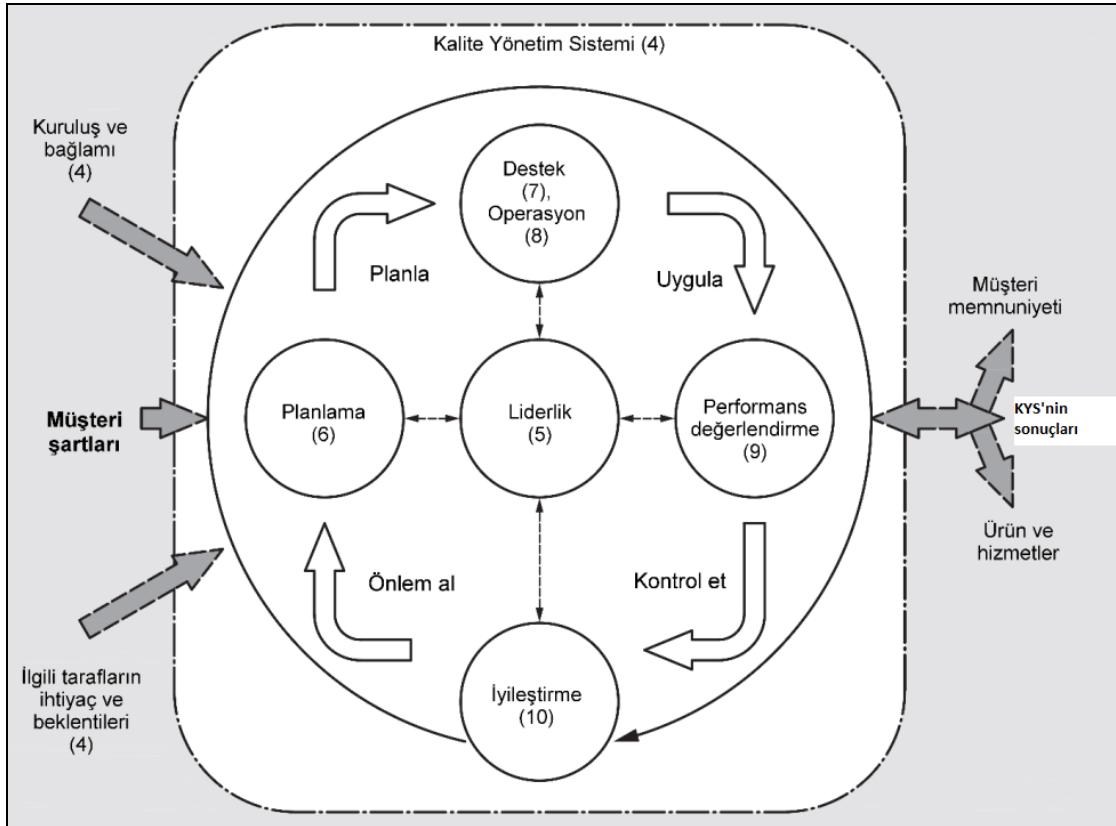 Kalite Yönetim Sistemi (4)
Kuruluş ve
bağlamı
(4)
Destek
(7),
Operasyon
(8)
Planla
Uygula
Müşteri
memnuniyeti
Müşteri
şartları
Planlama
(6)
Liderlik
(5)
Performans
değerlendirme
(9)
KYS'nin
sonuçları
Önlem al
Kontrol et
Ürün ve
hizmetler
İlgili tarafların
ihtiyaç ve
beklentileri
(4)
İyileştirme
(10)